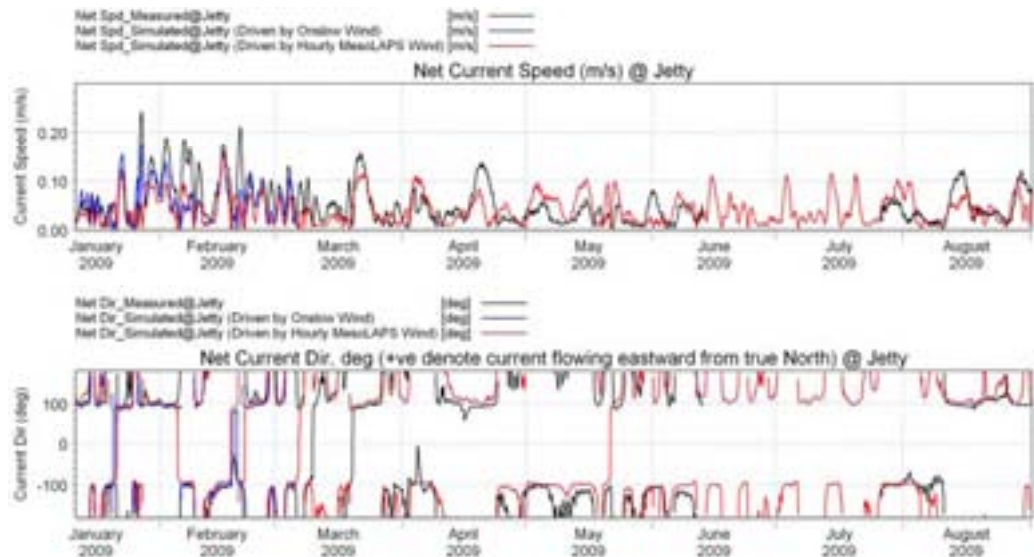 Net Spd_Measured@Jetty [m/s]
Net Spd_Simulated@Jetty (Driven by Onslow Wind) [m/s]
Net Spd_Simulated@Jetty (Driven by Hourly MesoLAPS Wind) [m/s]
Net Current Speed (m/s) @ Jetty
Current Speed (m/s)
0.20
0.10
0.00
January February March April May June July August
2009 2009 2009 2009 2009 2009 2009 2009
Net Dir_Measured@Jetty [deg]
Net Dir_Simulated@Jetty (Driven by Onslow Wind) [deg]
Net Dir_Simulated@Jetty (Driven by Hourly MesoLAPS Wind) [deg]
Net Current Dir, deg (+ve denote current flowing eastward from true North) @ Jetty
Current Dir (deg)
100
0
-100
January February March April May June July August
2009 2009 2009 2009 2009 2009 2009 2009